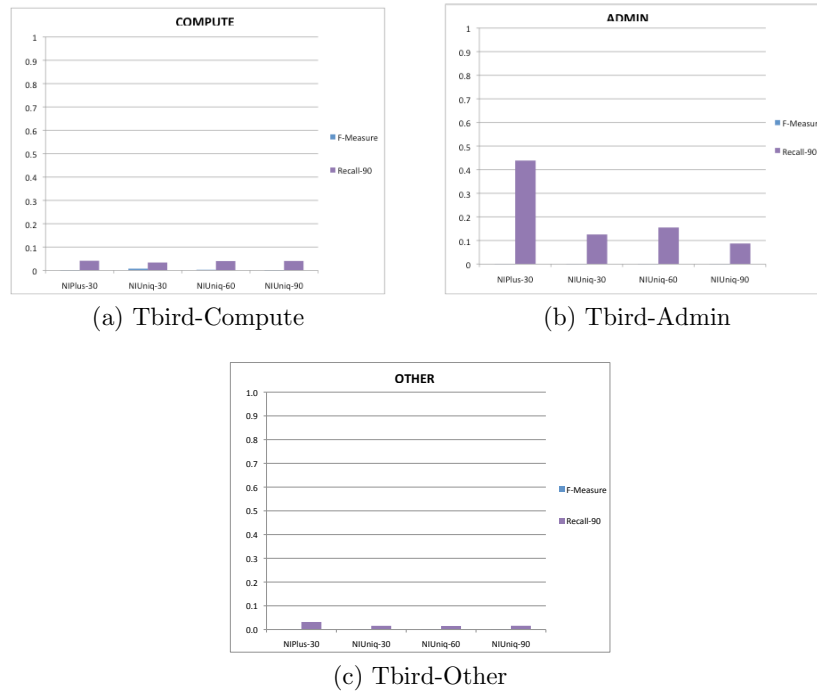 COMPUTE
1
0.9
0.8
0.7
0.6
0.5
0.4
0.3
0.2
0.1
0
NIPlus-30 NIUniq-30 NIUniq-60 NIUniq-90
F-Measure
Recall-90
(a) Tbird-Compute
ADMIN
1
0.9
0.8
0.7
0.6
0.5
0.4
0.3
0.2
0.1
0
NIPlus-30 NIUniq-30 NIUniq-60 NIUniq-90
F-Measure
Recall-90
(b) Tbird-Admin
OTHER
1.0
0.9
0.8
0.7
0.6
0.5
0.4
0.3
0.2
0.1
0.0
NIPlus-30 NIUniq-30 NIUniq-60 NIUniq-90
F-Measure
Recall-90
(c) Tbird-Other